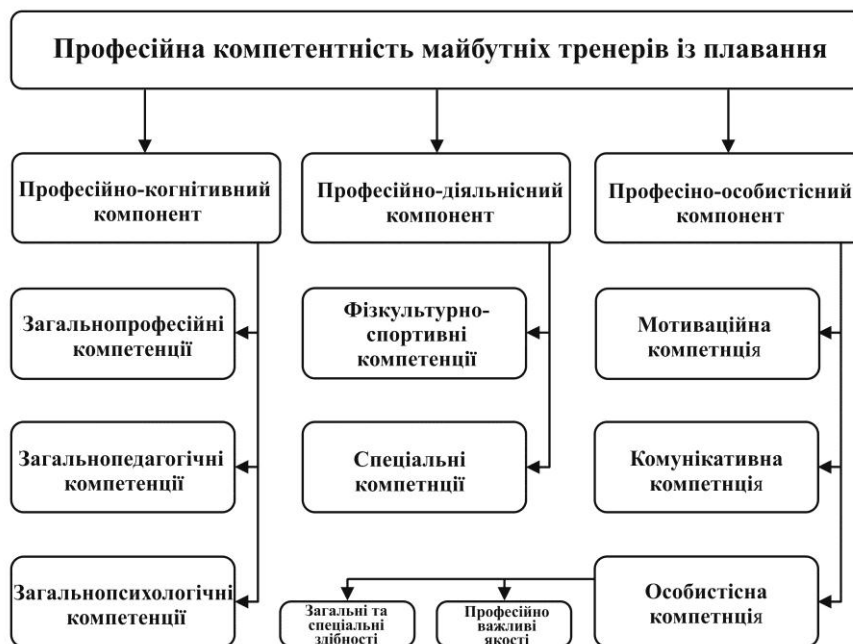 Професійна компетентність майбутніх тренерів із плавання
Професійно-когнітивний
компонент
Професійно-діяльнісний
компонент
Професіно-особистісний
компонент
Загальнопрофесійні
компетенції
Фізкультурно-
спортивні
компетенції
Мотиваційна
компетнція
Загальнопедагогічні
компетенції
Спеціальні
компетнції
Комунікативна
компетнція
Загальнопсихологічні
компетенції
Загальні та
спеціальні
здібності
Професійно
важливі
якості
Особистісна
компетнція